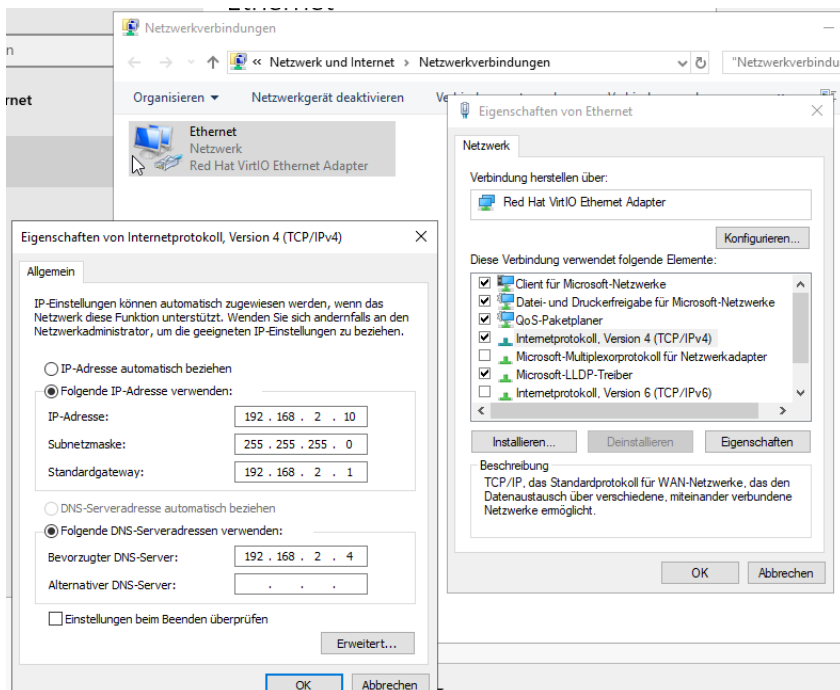 Ethernet
Netzwerkverbindungen
Netzwerk und Internet › Netzwerkverbindungen
"Netzwerkverbindu
n
rnet
Organisieren
Netzwerkgerät deaktivieren
Ethernet
Netzwerk
Red Hat VirtIO Ethernet Adapter
Eigenschaften von Ethernet
Netzwerk
Verbindung herstellen über:
Red Hat VirtIO Ethernet Adapter
Konfigurieren...
Diese Verbindung verwendet folgende Elemente:
Client für Microsoft-Netzwerke
Datei- und Druckerfreigabe für Microsoft-Netzwerke
QoS-Paketplaner
Internetprotokoll, Version 4 (TCP/IPv4)
Microsoft-Multiplexorprotokoll für Netzwerkadapter
Microsoft-LLDP-Treiber
Internetprotokoll, Version 6 (TCP/IPv6)
Installieren...
Deinstallieren
Eigenschaften
Beschreibung
TCP/IP, das Standardprotokoll für WAN-Netzwerke, das den
Datenaustausch über verschiedene, miteinander verbundene
Netzwerke ermöglicht.
OK
Abbrechen
Eigenschaften von Internetprotokoll, Version 4 (TCP/IPv4)
Allgemein
IP-Einstellungen können automatisch zugewiesen werden, wenn das
Netzwerk diese Funktion unterstützt. Wenden Sie sich andernfalls an den
Netzwerkadministrator, um die geeigneten IP-Einstellungen zu beziehen.
IP-Adresse automatisch beziehen
Folgende IP-Adresse verwenden:
IP-Adresse: 192 . 168 . 2 . 10
Subnetzmaske: 255 . 255 . 255 . 0
Standardgateway: 192 . 168 . 2 . 1
DNS-Serveradresse automatisch beziehen
Folgende DNS-Serveradressen verwenden:
Bevorzugter DNS-Server: 192 . 168 . 2 . 4
Alternativer DNS-Server: . . .
Einstellungen beim Beenden überprüfen
Erweitert...
OK
Abbrechen